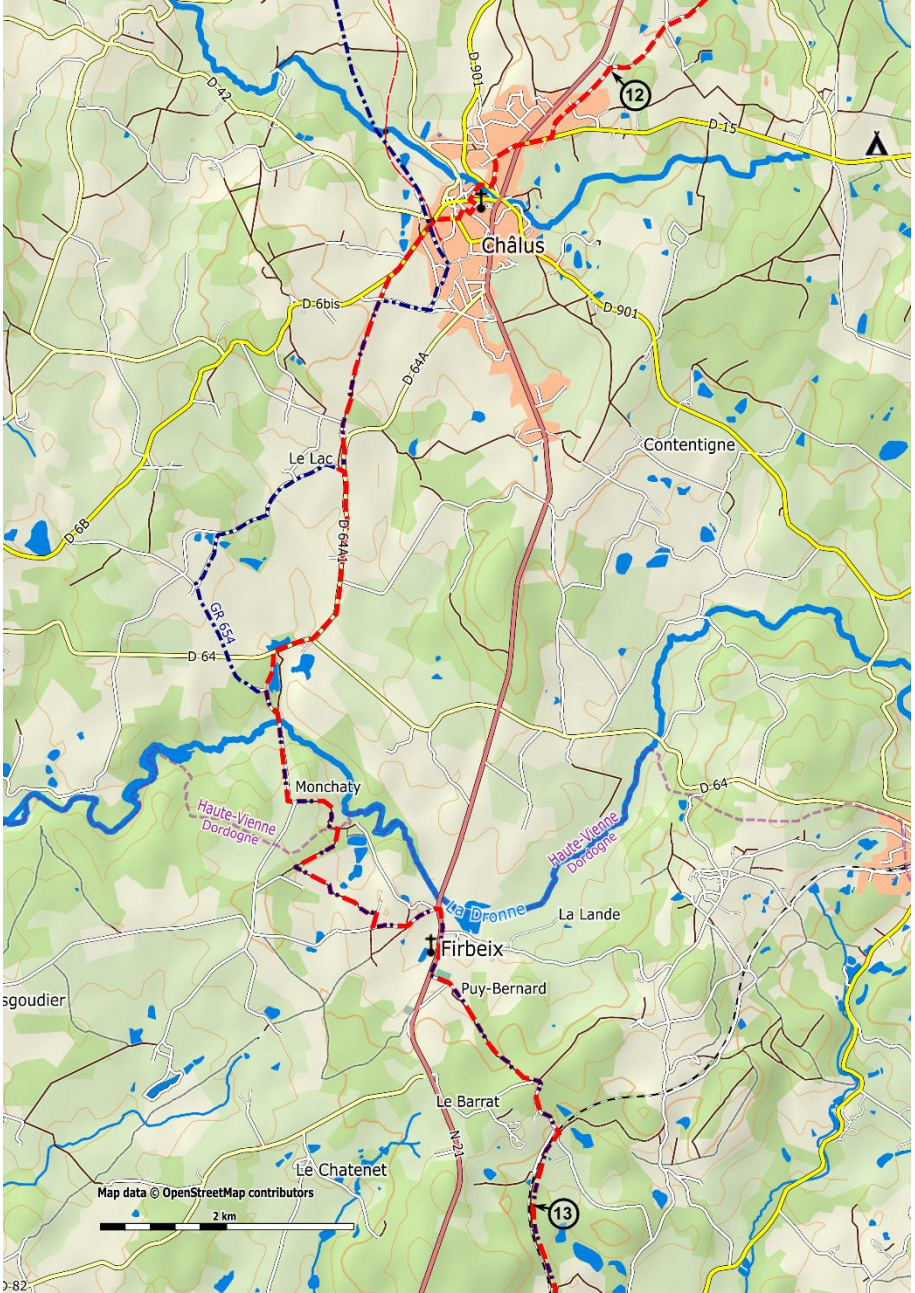 D 42
D 901
12
D 15
Châlus
D 6bis
D 901
D 64A
Contentigne
Le Lac
D 6B
D 64A1
GR 654
D 64
Monchaty
D 64
Haute-Vienne
Dordogne
Haute-Vienne
Dordogne
La Dronne
La Lande
Firbeix
sgoudier
Puy-Bernard
Le Barrat
N 21
Le Chatenet
Map data © OpenStreetMap contributors
2 km
13
D 82